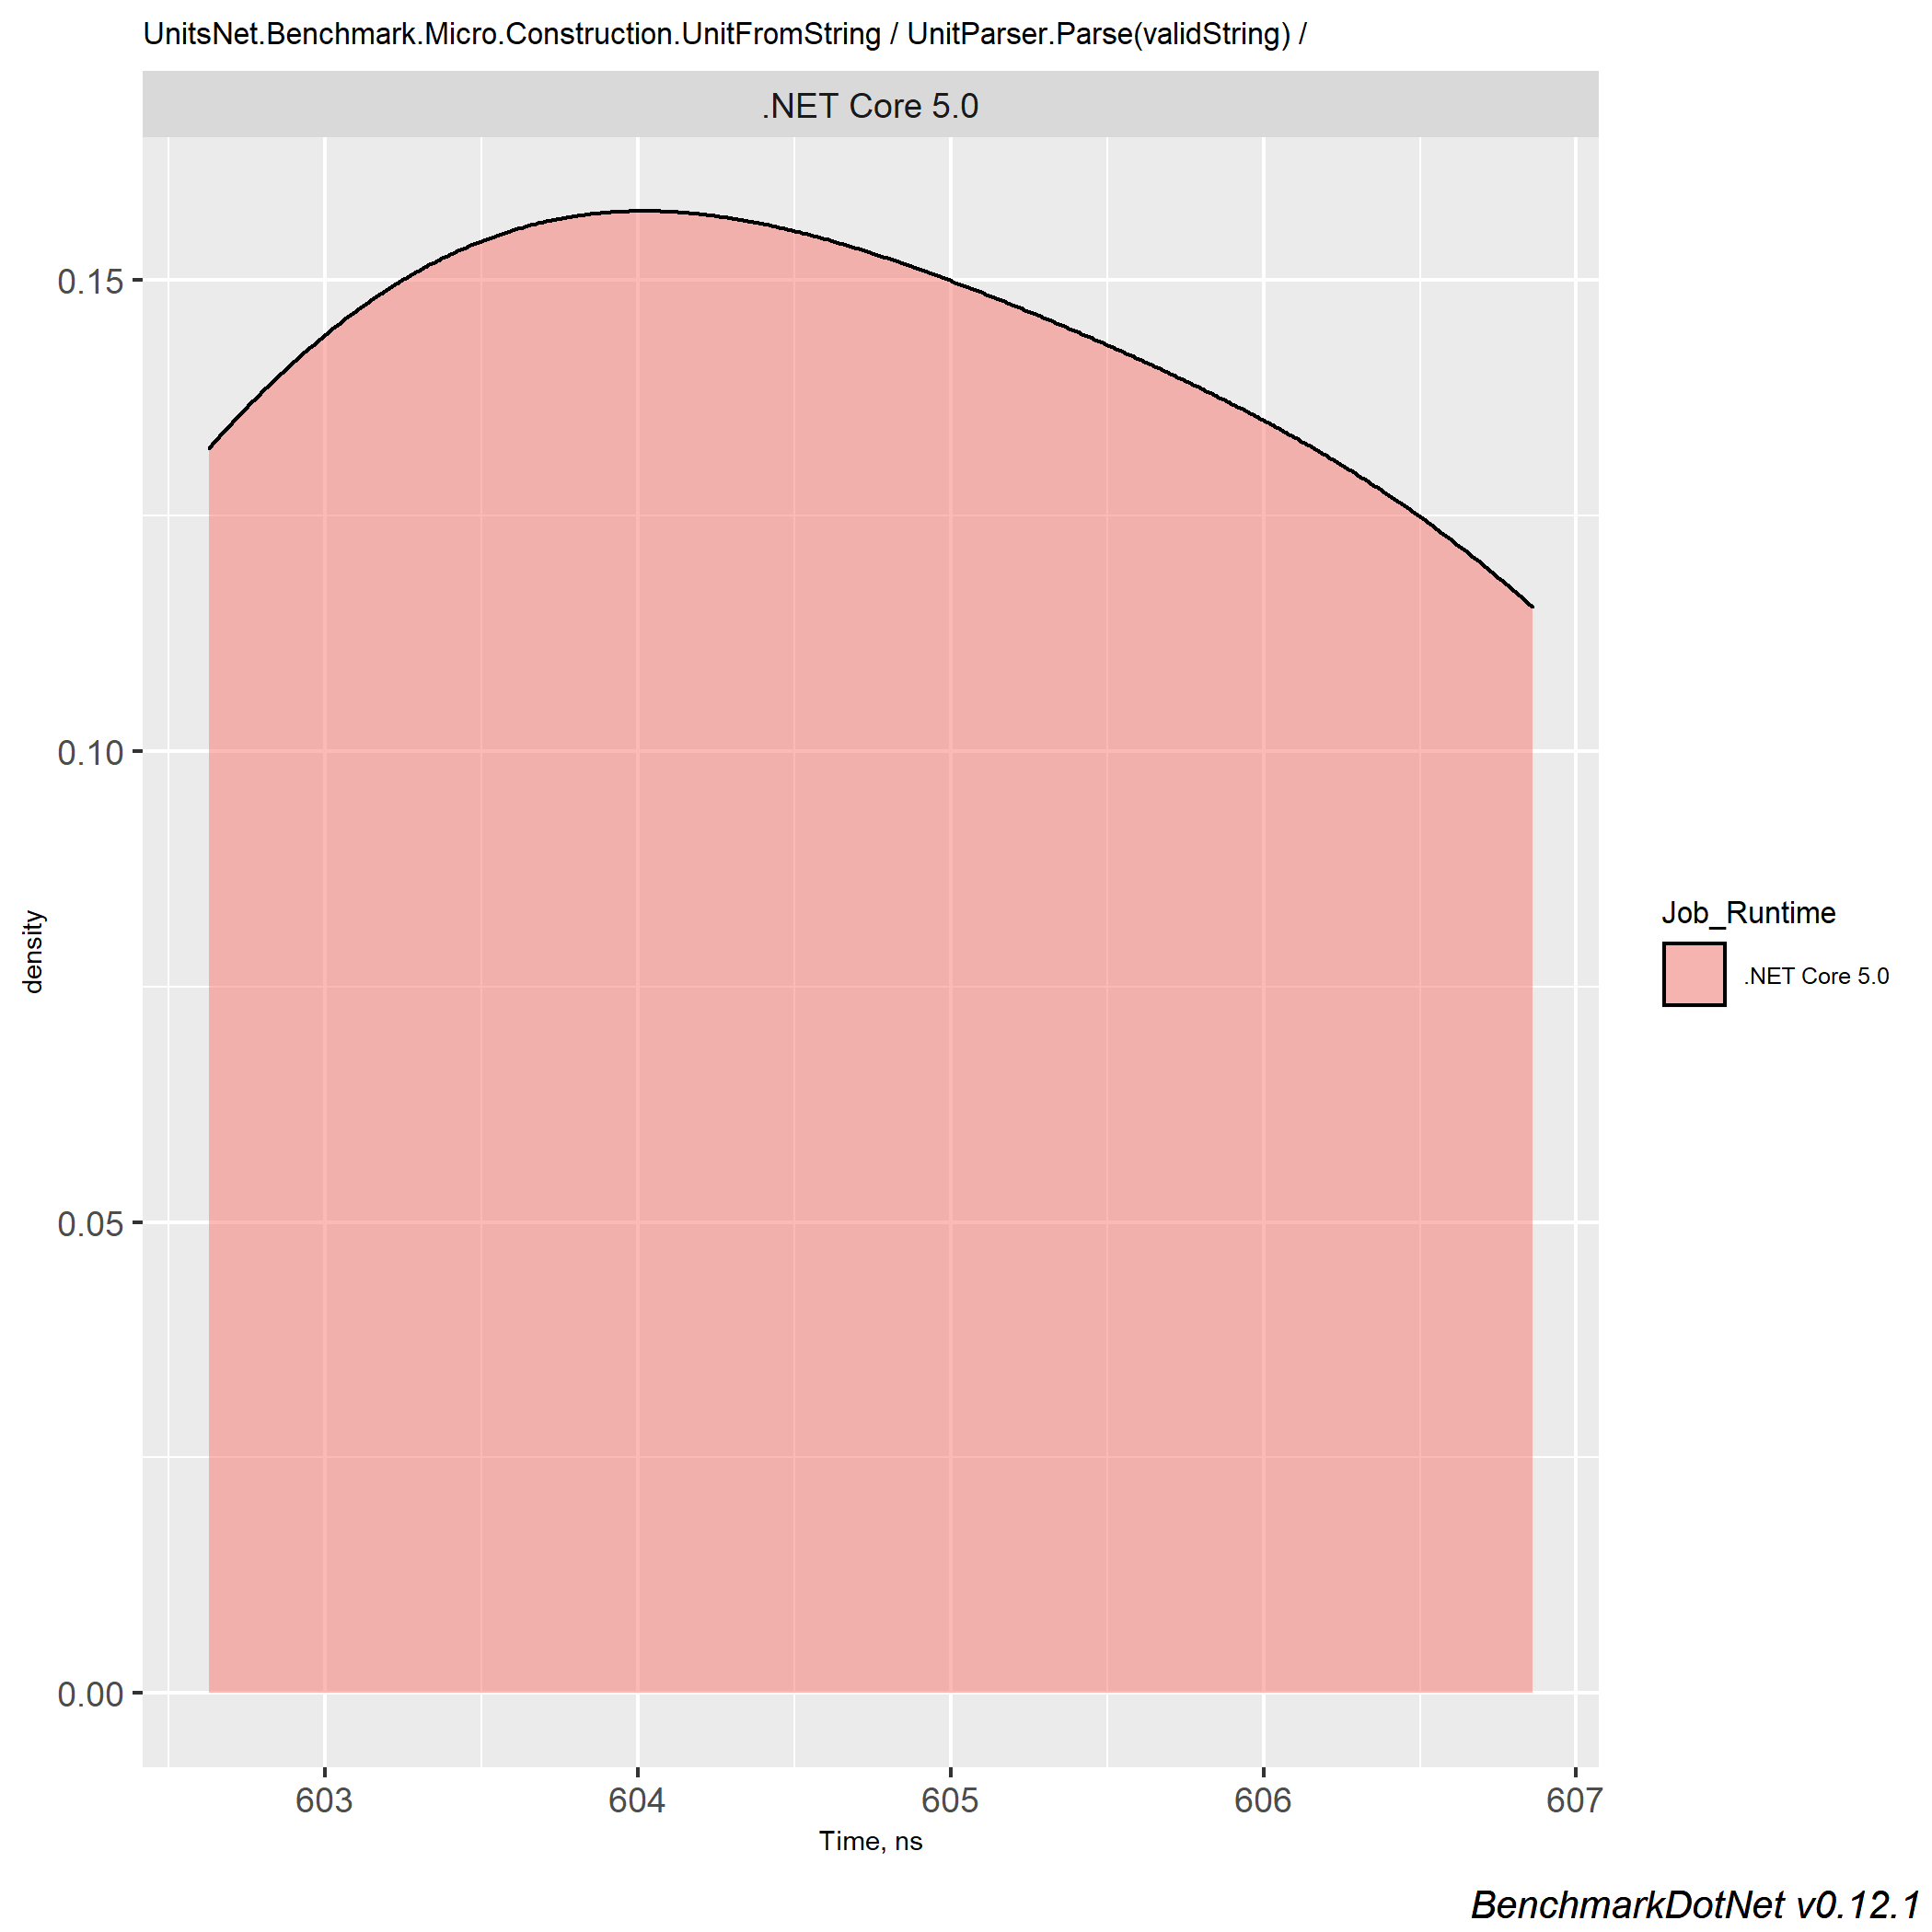 UnitsNet.Benchmark.Micro.Construction.UnitFromString / UnitParser.Parse(validString) /
.NET Core 5.0
0.15
0.10
0.05
0.00
density
603 604 605 606 607
Time, ns
Job_Runtime
.NET Core 5.0
BenchmarkDotNet v0.12.1